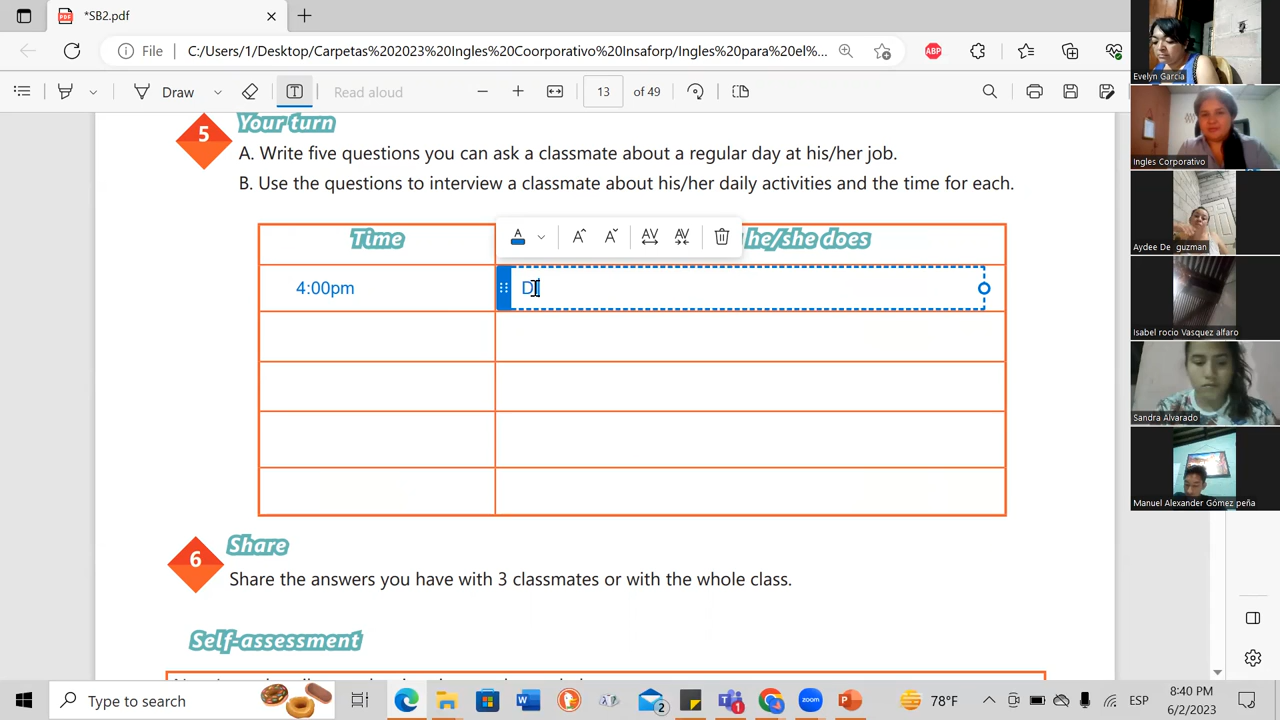 *SB2.pdf
File C:/Users/1/Desktop/Carpetas%202023%20Ingles%20Coorporativo%20Insaforp/Ingles%20para%20el%... ABP
Draw Read aloud 13 of 49
5 Your turn
A. Write five questions you can ask a classmate about a regular day at his/her job.
B. Use the questions to interview a classmate about his/her daily activities and the time for each.
Time he/she does
4:00pm D
6 Share
Share the answers you have with 3 classmates or with the whole class.
Self-assessment
Evelyn Garcia
Ingles Corporativo
Aydee De guzman
Isabel rocio Vasquez alfaro
Sandra Alvarado
Manuel Alexander Gómez peña
Type to search
2
1
zoom
78°F
ESP
8:40 PM
6/2/2023